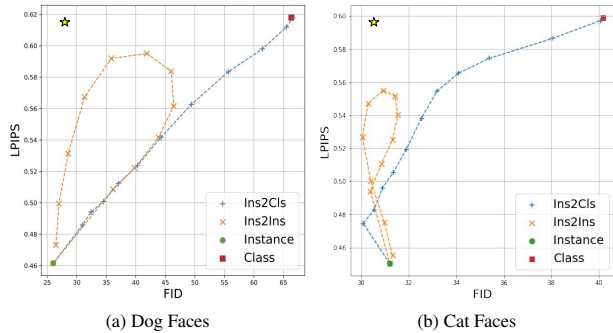 0.62
0.60
0.58
0.56
0.54
0.52
0.50
0.48
0.46
LPIPS
25
30
35
40
45
50
55
60
65
FID
Ins2Cls
Ins2Ins
Instance
Class
(a) Dog Faces
0.60
0.58
0.56
0.54
0.52
0.50
0.48
0.46
LPIPS
30
32
34
36
38
40
FID
Ins2Cls
Ins2Ins
Instance
Class
(b) Cat Faces